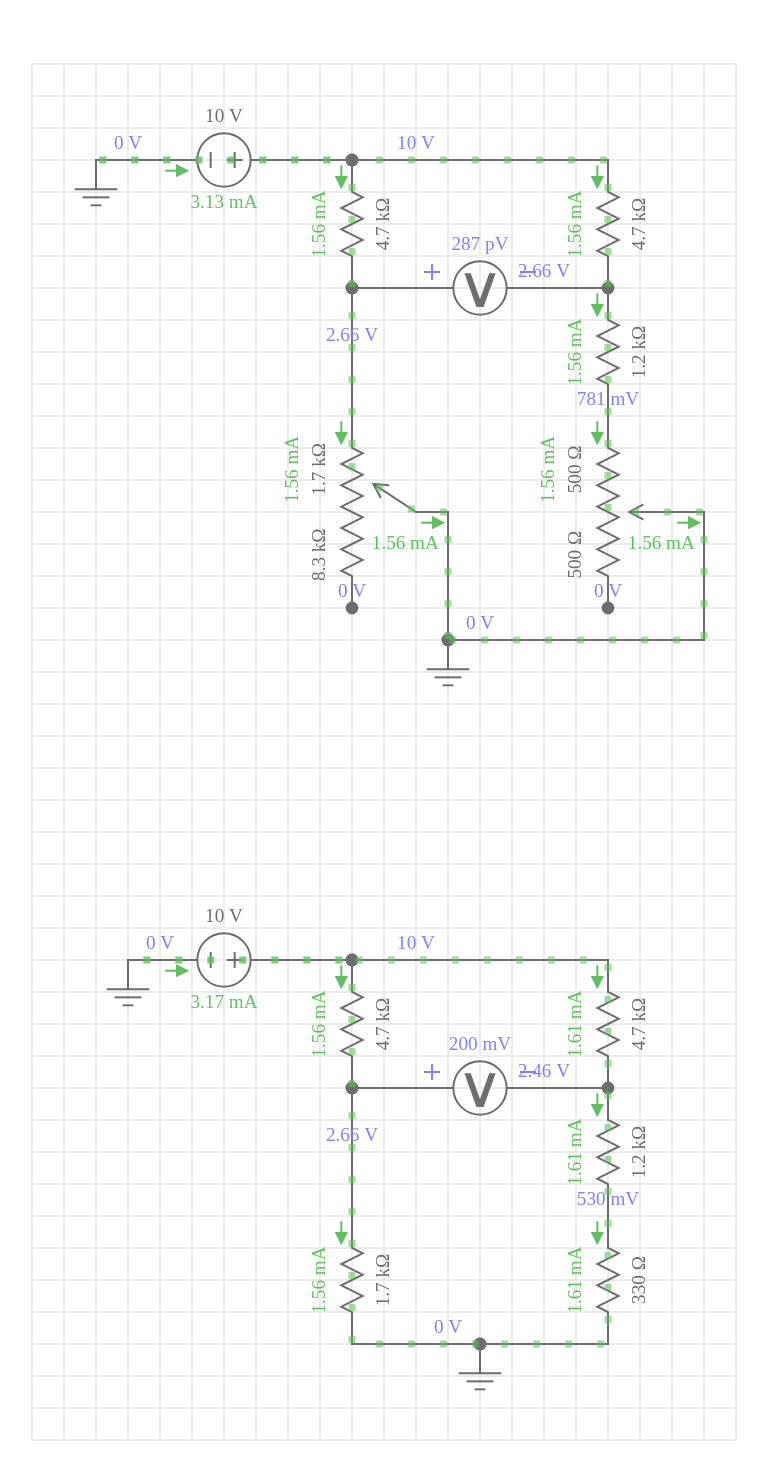 10 V
0 V
10 V
3.13 mA
1.56 mA
4.7 kΩ
1.56 mA
4.7 kΩ
287 pV
+
−
2.66 V
V
2.66 V
1.56 mA
1.2 kΩ
781 mV
1.56 mA
1.7 kΩ
8.3 kΩ
1.56 mA
0 V
1.56 mA
500 Ω
500 Ω
1.56 mA
0 V
0 V
10 V
0 V
10 V
3.17 mA
1.56 mA
4.7 kΩ
1.61 mA
4.7 kΩ
200 mV
+
−
2.46 V
V
2.66 V
1.61 mA
1.2 kΩ
530 mV
1.56 mA
1.7 kΩ
1.61 mA
330 Ω
0 V